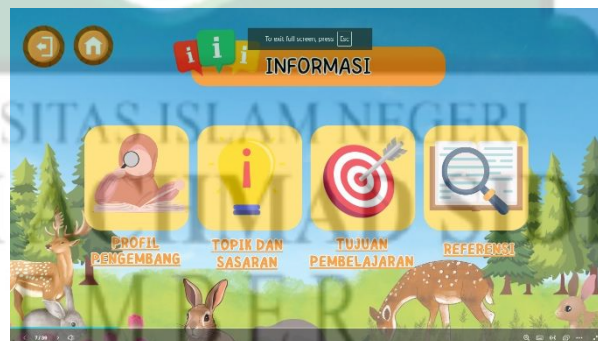 To exit full screen, press Esc
INFORMASI
SITAS ISLAM NEGERI
PROFIL
PENGEMBANG
TOPIK DAN
SASARAN
TUJUAN
PEMBELAJARAN
REFERENSI